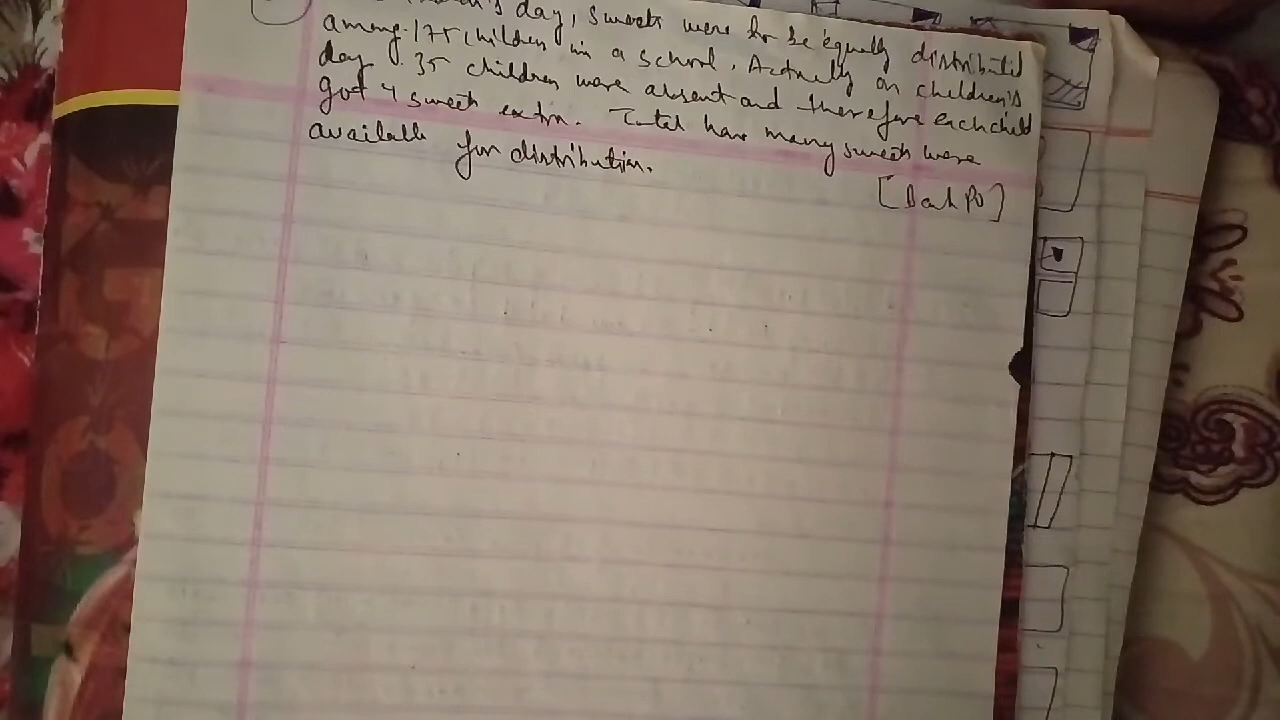 day, sweets were to be equally distributed
among 175 children in a school. Actually on children's
day 35 children were absent and therefore each child
got 4 sweets extra. Total how many sweets were
available for distribution.
[Bank PO]